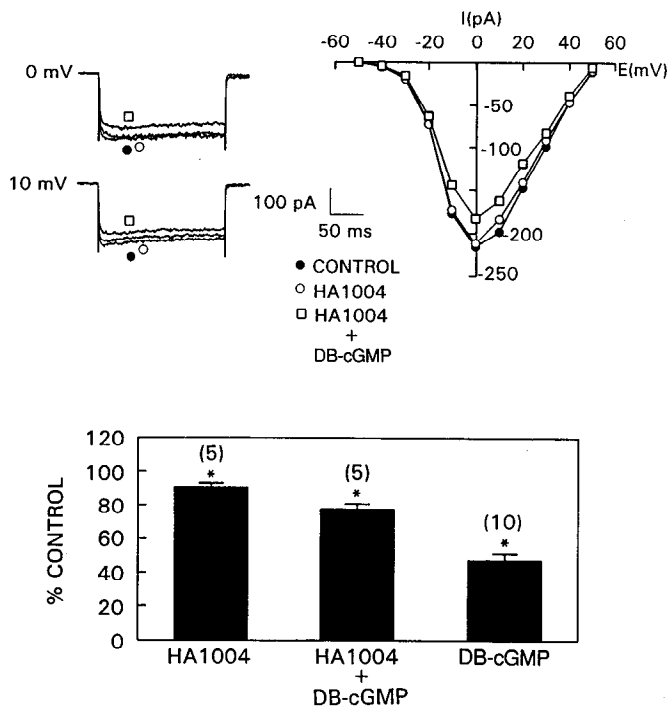 I(pA)
-60 -40 -20 0 20 40 60
E(mV)
-50
-100
-200
-250
0 mV
10 mV
100 pA
50 ms
CONTROL
HA1004
HA1004
+
DB-cGMP
% CONTROL
120
100
80
60
40
20
0
(5)
*
(5)
*
(10)
*
HA1004
HA1004
+
DB-cGMP
DB-cGMP